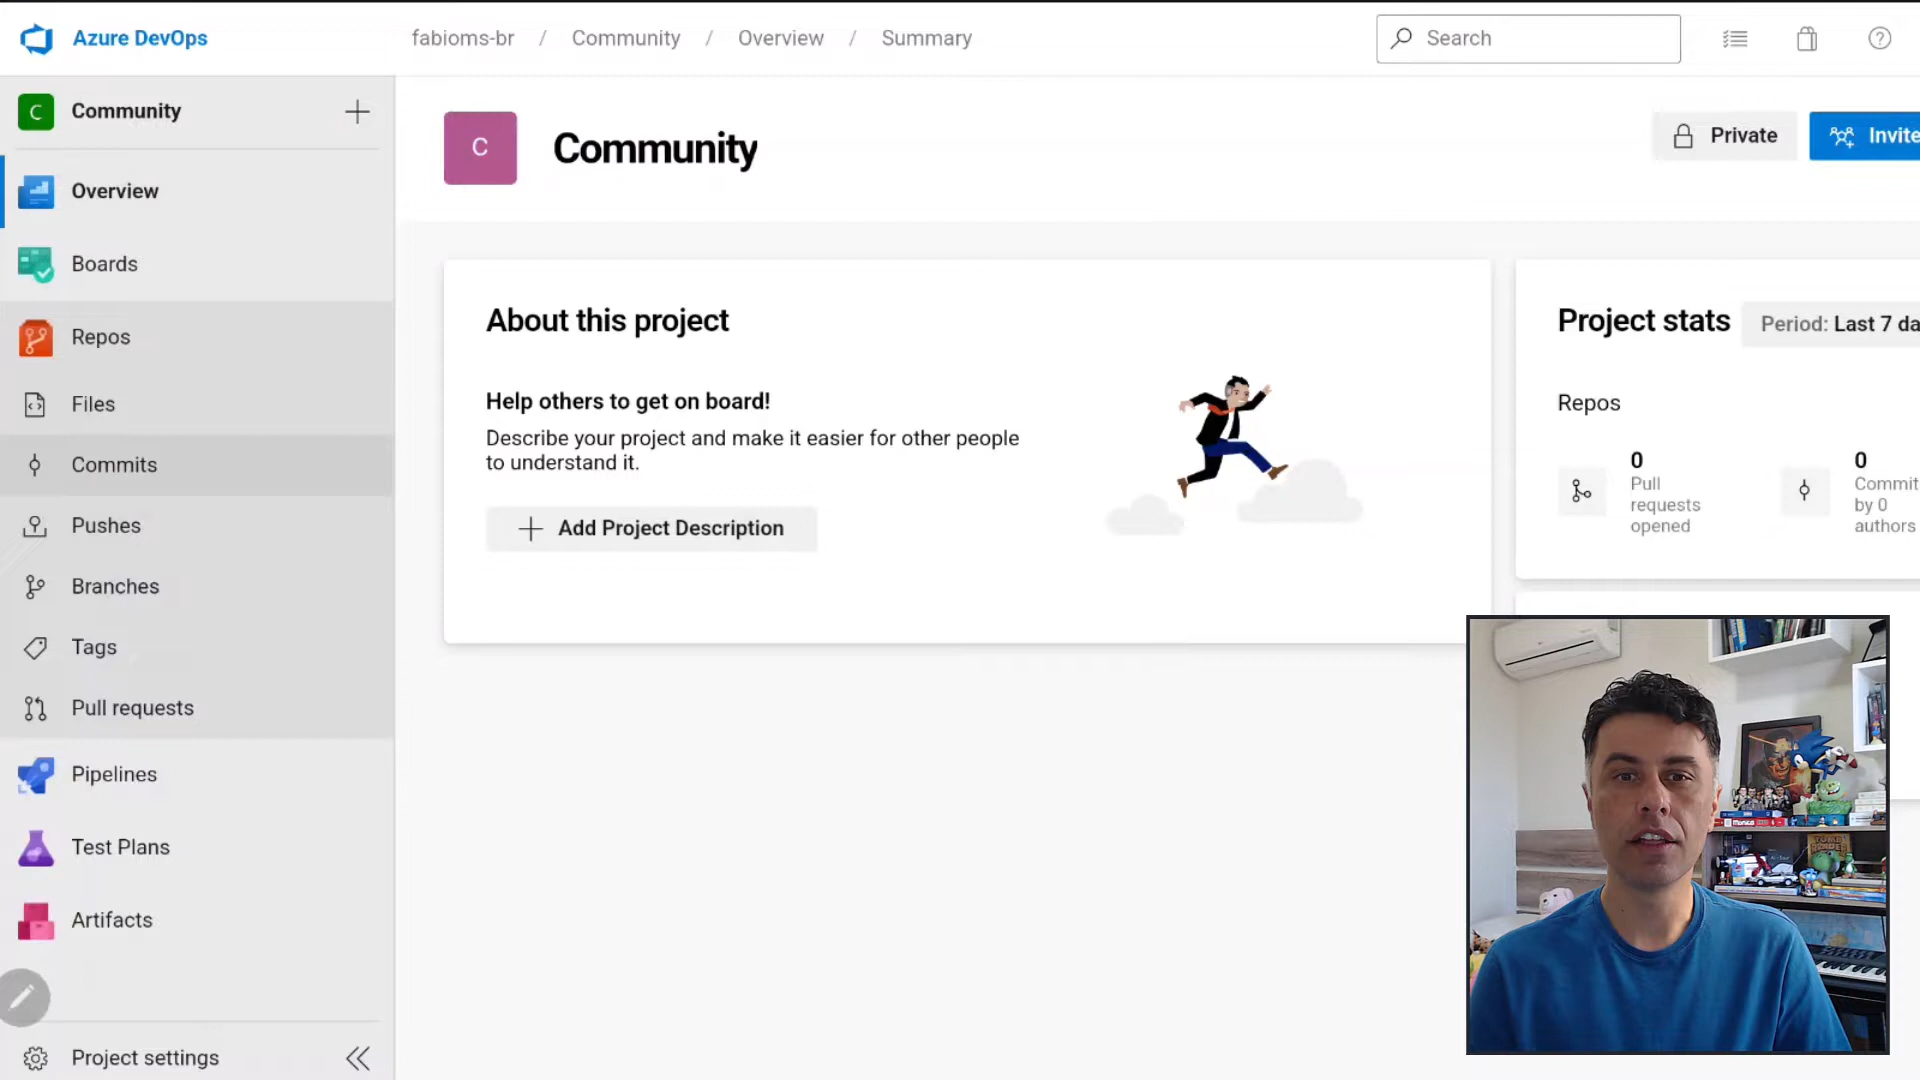 Azure DevOps
fabioms-br / Community / Overview / Summary
Search
C Community
Overview
Boards
Repos
Files
Commits
Pushes
Branches
Tags
Pull requests
Pipelines
Test Plans
Artifacts
Project settings
C
Community
Private
Invite
About this project
Help others to get on board!
Describe your project and make it easier for other people
to understand it.
Add Project Description
Project stats
Period: Last 7 da
Repos
0
Pull
requests
opened
0
Commit
by 0
authors